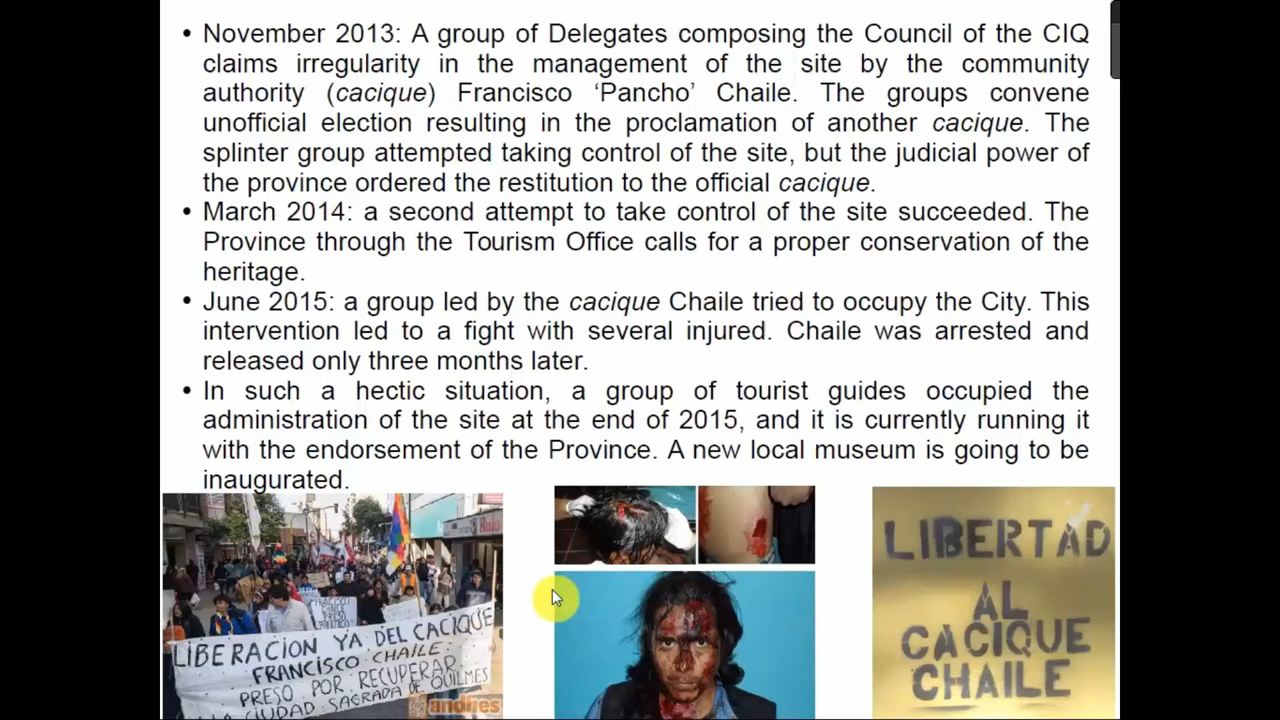 • November 2013: A group of Delegates composing the Council of the CIQ
claims irregularity in the management of the site by the community
authority (cacique) Francisco ‘Pancho’ Chaile. The groups convene
unofficial election resulting in the proclamation of another cacique. The
splinter group attempted taking control of the site, but the judicial power of
the province ordered the restitution to the official cacique.
• March 2014: a second attempt to take control of the site succeeded. The
Province through the Tourism Office calls for a proper conservation of the
heritage.
• June 2015: a group led by the cacique Chaile tried to occupy the City. This
intervention led to a fight with several injured. Chaile was arrested and
released only three months later.
• In such a hectic situation, a group of tourist guides occupied the
administration of the site at the end of 2015, and it is currently running it
with the endorsement of the Province. A new local museum is going to be
inaugurated.
FRANCISCO
CHAILE
PRESO
POLITICO
LIBERACION YA DEL CACIQUE
FRANCISCO CHAILE.
PRESO POR RECUPERAR
LA CIUDAD SAGRADA DE QUILMES
andhes
LIBERTAD
AL
CACIQUE
CHAILE